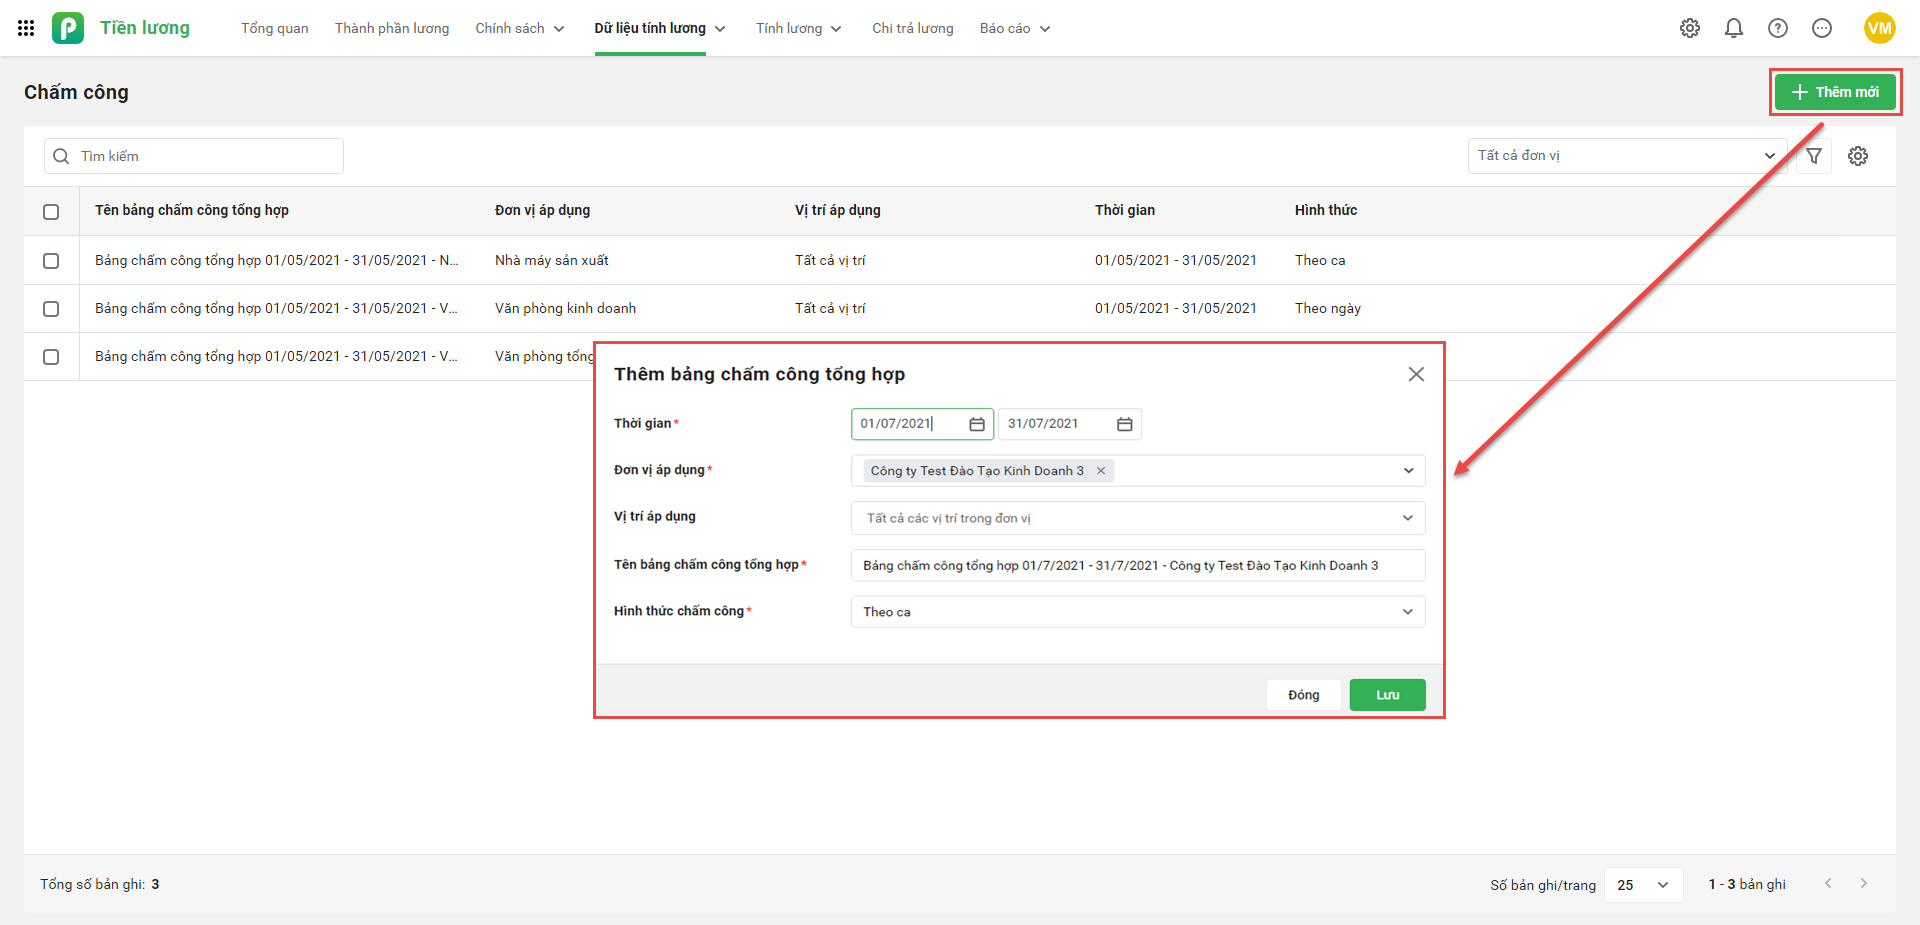 Tiền lương Tổng quan Thành phần lương Chính sách Dữ liệu tính lương Tính lương Chi trả lương Báo cáo VM
Chấm công
Thêm mới
Tìm kiếm
Tất cả đơn vị
Tên bảng chấm công tổng hợp Đơn vị áp dụng Vị trí áp dụng Thời gian Hình thức
Bảng chấm công tổng hợp 01/05/2021 - 31/05/2021 - N... Nhà máy sản xuất Tất cả vị trí 01/05/2021 - 31/05/2021 Theo ca
Bảng chấm công tổng hợp 01/05/2021 - 31/05/2021 - V... Văn phòng kinh doanh Tất cả vị trí 01/05/2021 - 31/05/2021 Theo ngày
Bảng chấm công tổng hợp 01/05/2021 - 31/05/2021 - V... Văn phòng tổng
Thêm bảng chấm công tổng hợp
Thời gian* 01/07/2021 31/07/2021
Đơn vị áp dụng* Công ty Test Đào Tạo Kinh Doanh 3
Vị trí áp dụng Tất cả các vị trí trong đơn vị
Tên bảng chấm công tổng hợp* Bảng chấm công tổng hợp 01/7/2021 - 31/7/2021 - Công ty Test Đào Tạo Kinh Doanh 3
Hình thức chấm công* Theo ca
Đóng Lưu
Tổng số bản ghi: 3 Số bản ghi/trang 25 1 - 3 bản ghi